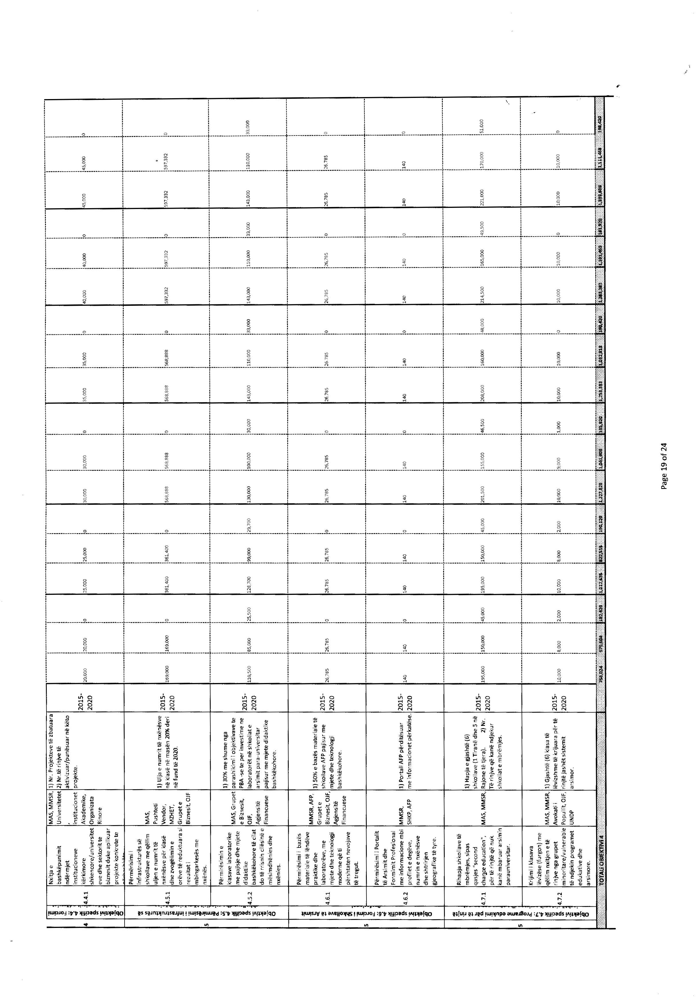 4
Objektivi specifik 4.4: Forcimi
4.4.1
Nxitja e
bashkëpunimit
ndërmjet
institucioneve
kërkimore
shkencore/universitet
eve dhe sektorit te
biznesit duke aplikuar
projekte konkrete te
MAS, MMSR,
Universitetet
,
institucionet
Akademike,
Organizata
Rinore
1) Nr. Projekteve të zbatuara
2) Nr.të rinjve të
aktivizuar/punësuar në këto
projekte.
2015-
2020
20.000
20,000
0
25,000
25,000
0
30,000
30,000
0
35,000
35,000
0
40,000
40,000
0
45,000
45,000
0
5
Objektivi specifik 4.5: Përmirësimi i infrastrukturës së
4.5.1
Përmërisimi i
infrastrukturës së
shkollave me qëllim
uljen e numrit të
nxënësve për klasë
dhe zvogëlimin e
orëve të reduktuara si
rezultat i
mbingarkesës me
nxënës.
MAS,
Pushteti
Vendor,
MZHET,
Grupet e
Biznesit, OJF
1) Ulja e numrit të nxënësve
në klasë në masën 20% deri
në fund të 2020.
2015-
2020
169,000
169,000
0
361,400
361,400
0
568,888
568,888
0
568,888
568,888
0
597,332
597,332
0
597,332
597,332
0
4.5.2
Përmirësimin e
klasave laboratorike
me pajisje dhe mjete
didaktike
bashkëkohore të cilat
do të rrisnin cilësinë e
mësimdhënies dhe
nxënies.
MAS, Grupet
e Biznesit,
OJF,
Agjensitë
Financuese
1) 30% me shume nga
parashikimi i objektivave te
PBA -se te per investime ne
laboratorët në shkollat e
arsimit para-universitar
pajisur me mjete didaktike
bashkëkohore.
2015-
2020
110,500
85,000
25,500
128,700
99,000
29,700
130,000
100,000
30,000
143,000
110,000
33,000
143,000
110,000
33,000
143,000
110,000
33,000
5
Objektivi specifik 4.6: Forcimi i Shkollave të Arsimit
4.6.1
Përmirësimi i bazës
materiale të lëndëve
praktike dhe
laboratorëve, me
mjete dhe teknologji
moderne që ti
përshtaten nevojave
të tregut.
MMSR, AFP,
Grupet e
Biznesit, OJF,
Agjensitë
Financuese
1) 50% e bazës materiale të
shkollave AFP pajisur me
mjete dhe teknologji
bashkëkohore.
2015-
2020
26,785
26,785
0
26.785
26,785
0
26,785
26,785
0
26,785
26.785
0
26,785
26,785
0
26,785
26,785
0
4.6.2
Përmirësimi i Portalit
të Arsimit dhe
Formimit Profesional
me informacione mbi
profilet e degëve,
numrin e nxënësve
dhe shtrirjen
gjeografike të tyre.
MMSR,
SHKP, AFP
1) Portali AFP përditësuar
me informacionet përkatëse.
2015-
2020
140
140
0
140
140
0
140
140
0
140
140
0
140
140
0
140
140
0
5
Objektivi specifik 4.7: Programe edukimi për të rinjtë
4.7.1
Rihapja shkollave të
mbrëmjes, sipas
qasjes "second
chance education",
për të rinjtë që nuk
kanë mbaruar arsimin
parauniversitar.
MAS, MMSR,
1) Hapja e gjashtë (6)
shkollave (1 Tiranë dhe 5 në
Rajone të tjera). 2) Nr.
Të rinjve që kanë ndjekur
shkollat e mbrëmjes.
2015-
2020
195,000
150,000
45.000
195,000
150,000
45,000
201,500
155,000
46,500
208,000
160,000
48,000
214,500
165,000
49,500
221,000
170,000
51,000
4.7.2
Krijimi i klasava
lëvizëse (furgon) me
qëllim nxitjen e të
rinjve nga grupet
minoritare/vulnerable
të ndjekin programet
edukative dhe
arsimore.
MAS, MMSR,
Avokati i
Popullit, OJF,
UNDP
1) Gjashtë (6) klasa të
lëvizshme të krijuara për të
rinjtë jashtë sistemit
arsimor.
2015-
2020
10,000
8,000
2,000
10,000
8,000
2,000
10,000
9,000
1,000
10,000
10,000
0
10,000
10,000
0
10,000
10,000
0
TOTALI OBJEKTIVI 4
Page 19 of 24